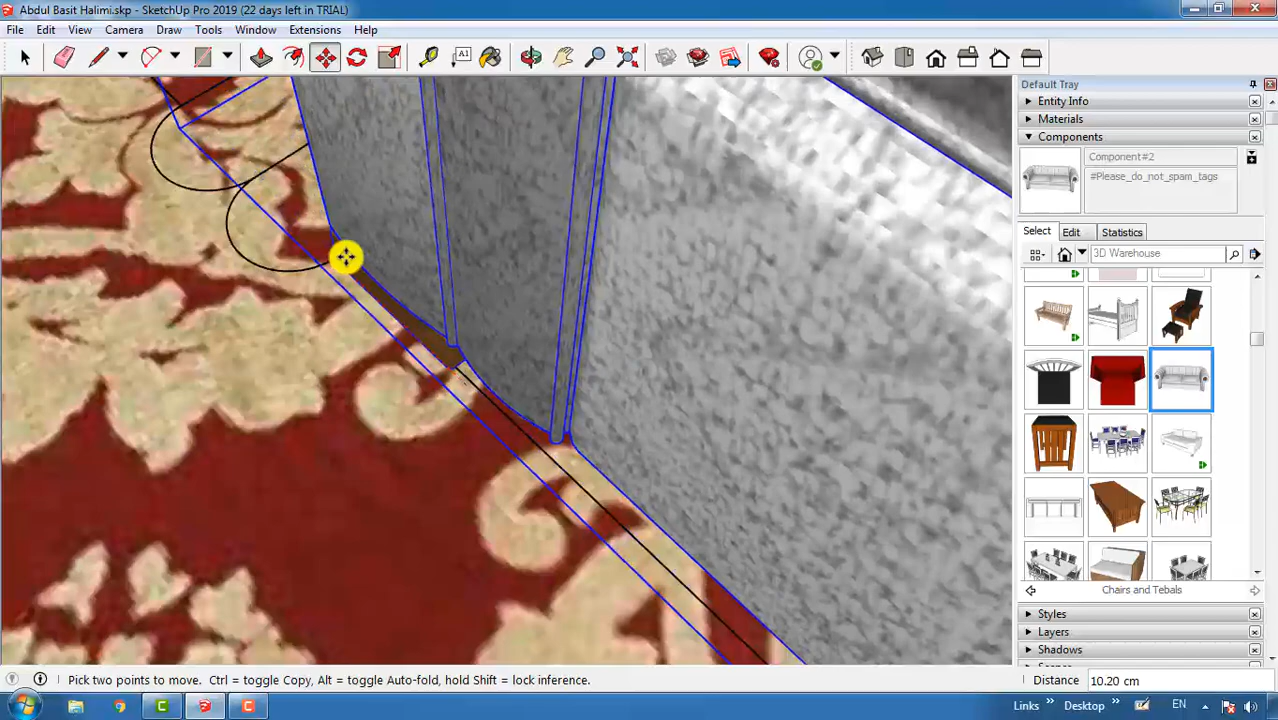 Abdul Basit Halimi.skp - SketchUp Pro 2019 (22 days left in TRIAL)
File Edit View Camera Draw Tools Window Extensions Help
A1
Default Tray
Entity Info
Materials
Components
Component#2
#Please_do_not_spam_tags
Select Edit Statistics
3D Warehouse
Chairs and Tebals
Styles
Layers
Shadows
Pick two points to move. Ctrl = toggle Copy, Alt = toggle Auto-fold, hold Shift = lock inference.
Distance 10.20 cm
Links » Desktop » EN